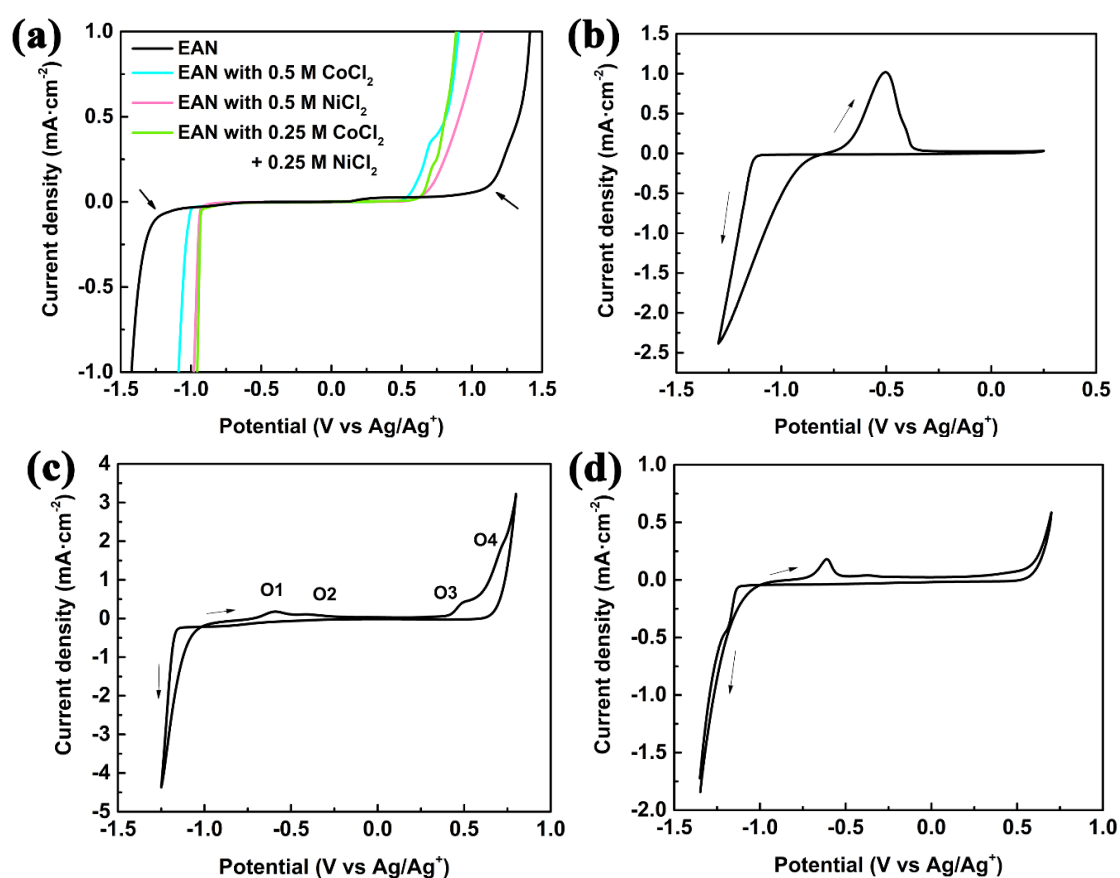 (a)
1.0
0.5
0.0
0.5
-1.0
Current density (mA·cm⁻²)
EAN
EAN with 0.5 M CoCl₂
EAN with 0.5 M NiCl₂
EAN with 0.25 M CoCl₂
+ 0.25 M NiCl₂
-1.5 -1.0 -0.5 0.0 0.5 1.0 1.5
Potential (V vs Ag/Ag⁺)
(b)
1.5
1.0
0.5
0.0
-0.5
-1.0
-1.5
-2.0
-2.5
Current density (mA·cm⁻²)
-1.5 -1.0 -0.5 0.0 0.5
Potential (V vs Ag/Ag⁺)
(c)
4
3
2
1
0
-1
-2
-3
-4
-5
Current density (mA·cm⁻²)
O1
O2
O3
O4
-1.5 -1.0 -0.5 0.0 0.5 1.0
Potential (V vs Ag/Ag⁺)
(d)
1.0
0.5
0.0
-0.5
-1.0
-1.5
-2.0
Current density (mA·cm⁻²)
-1.5 -1.0 -0.5 0.0 0.5 1.0
Potential (V vs Ag/Ag⁺)